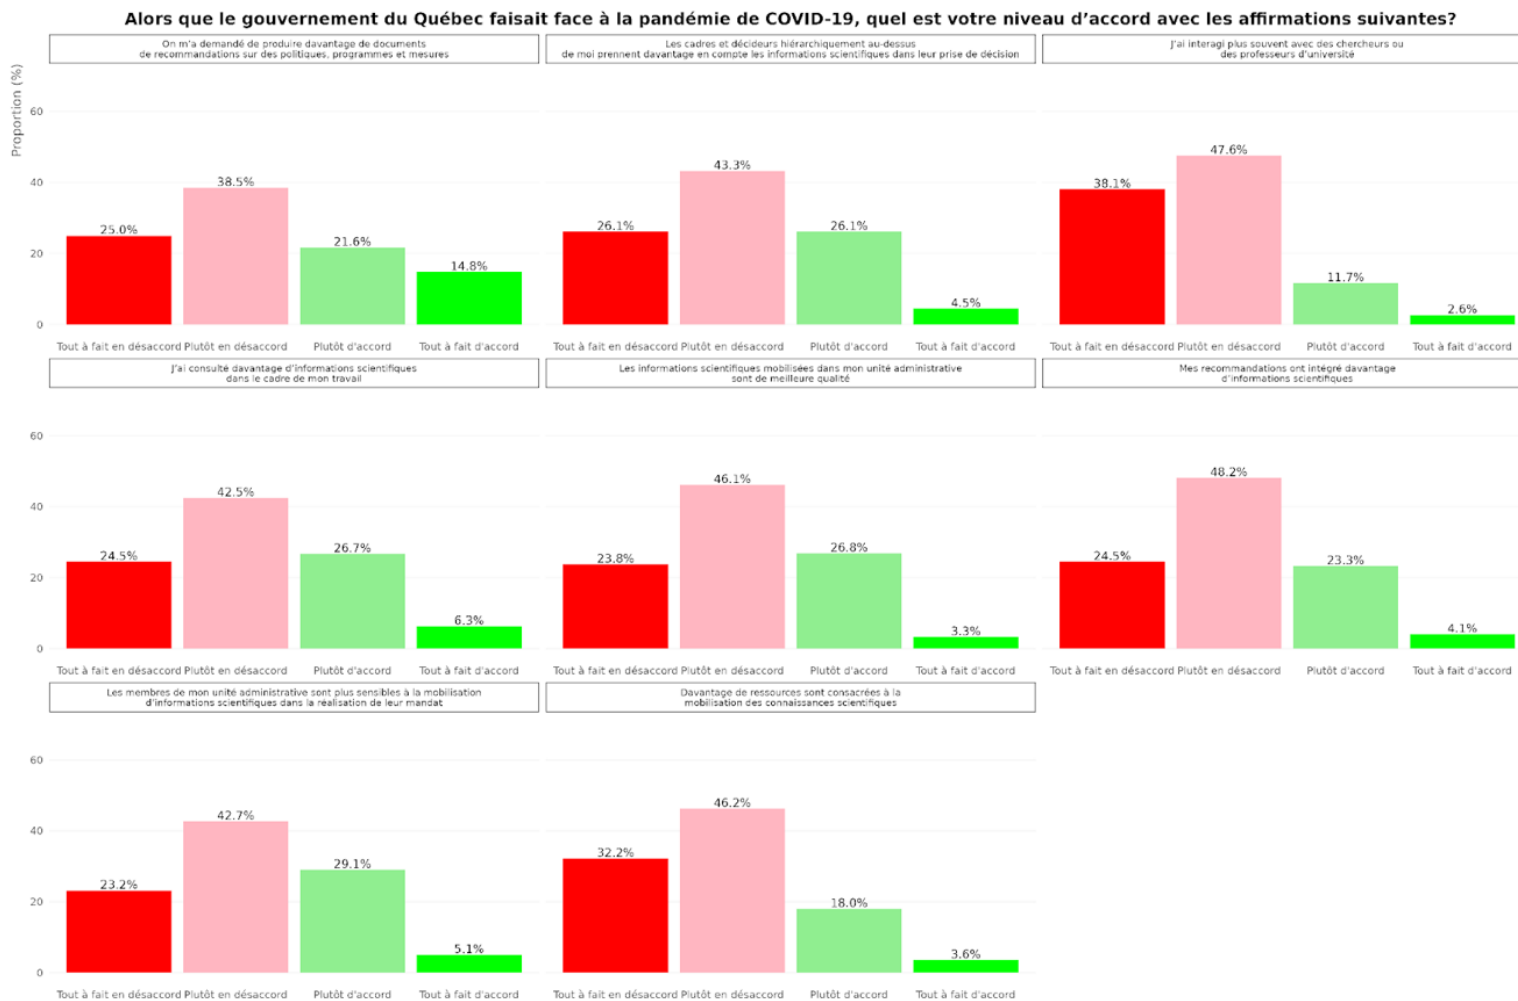 Alors que le gouvernement du Québec faisait face à la pandémie de COVID-19, quel est votre niveau d’accord avec les affirmations suivantes?
On m’a demandé de produire davantage de documents
de recommandations sur des politiques, programmes et mesures
Les cadres et décideurs hiérarchiquement au-dessus
de moi prennent davantage en compte les informations scientifiques dans leur prise de décision
J’ai interagi plus souvent avec des chercheurs ou
des professeurs d’université
Proportion (%)
60
40
20
0
25.0%
38.5%
21.6%
14.8%
26.1%
43.3%
26.1%
4.5%
38.1%
47.6%
11.7%
2.6%
Tout à fait en désaccord Plutôt en désaccord Plutôt d'accord Tout à fait d'accord
Tout à fait en désaccord Plutôt en désaccord Plutôt d'accord Tout à fait d'accord
Tout à fait en désaccord Plutôt en désaccord Plutôt d'accord Tout à fait d'accord
J’ai consulté davantage d’informations scientifiques
dans le cadre de mon travail
Les informations scientifiques mobilisées dans mon unité administrative
sont de meilleure qualité
Mes recommandations ont intégré davantage
d’informations scientifiques
60
40
20
0
24.5%
42.5%
26.7%
6.3%
23.8%
46.1%
26.8%
3.3%
24.5%
48.2%
23.3%
4.1%
Tout à fait en désaccord Plutôt en désaccord Plutôt d'accord Tout à fait d'accord
Tout à fait en désaccord Plutôt en désaccord Plutôt d'accord Tout à fait d'accord
Tout à fait en désaccord Plutôt en désaccord Plutôt d'accord Tout à fait d'accord
Les membres de mon unité administrative sont plus sensibles à la mobilisation
d’informations scientifiques dans la réalisation de leur mandat
Davantage de ressources sont consacrées à la
mobilisation des connaissances scientifiques
60
40
20
0
23.2%
42.7%
29.1%
5.1%
32.2%
46.2%
18.0%
3.6%
Tout à fait en désaccord Plutôt en désaccord Plutôt d'accord Tout à fait d'accord
Tout à fait en désaccord Plutôt en désaccord Plutôt d'accord Tout à fait d'accord